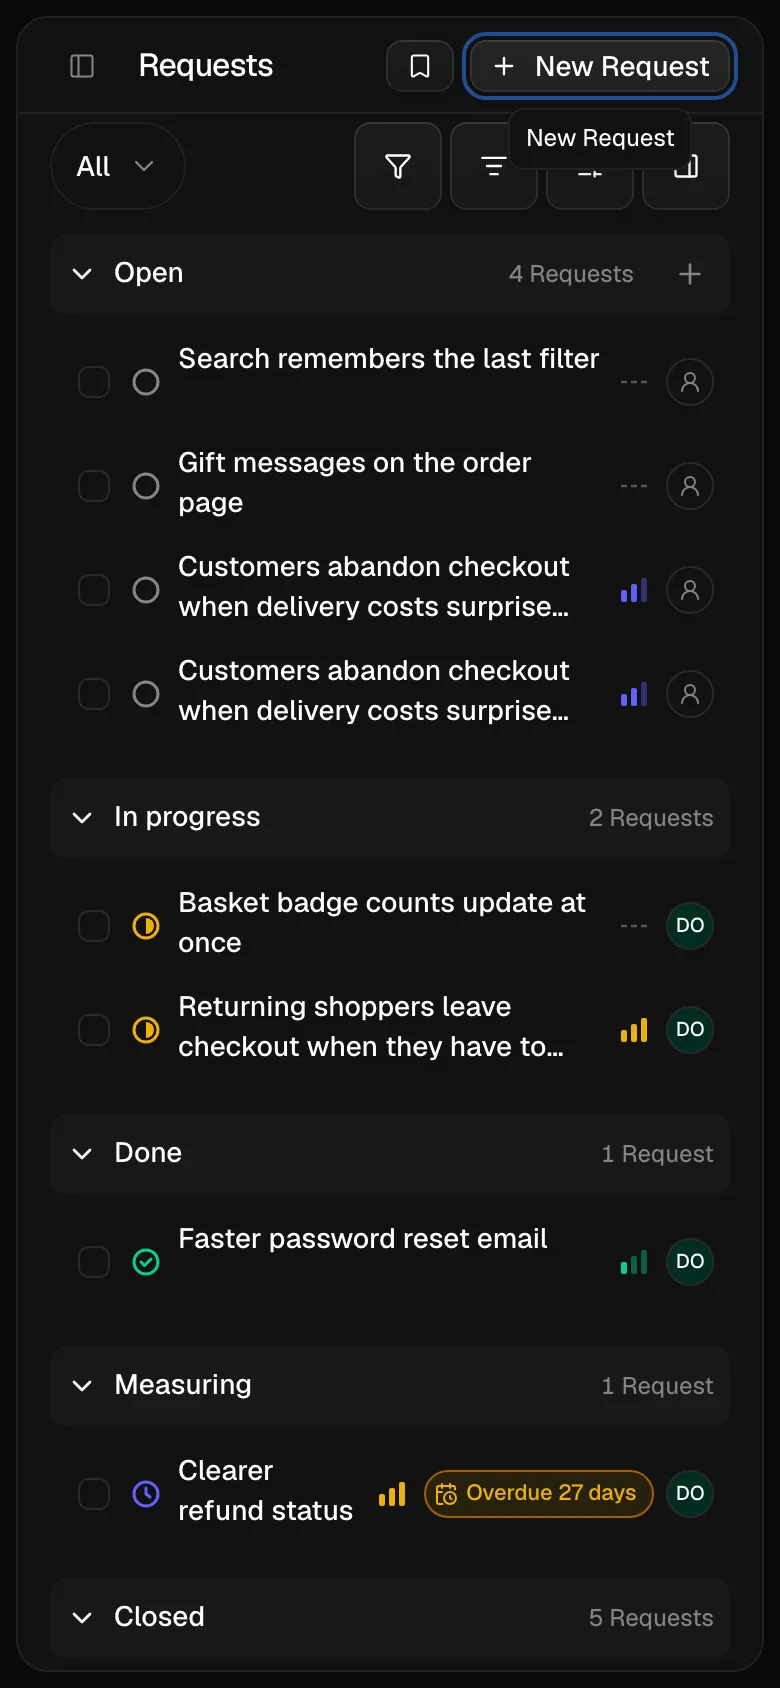 Requests
New Request
New Request
All
Open
4 Requests
Search remembers the last filter
Gift messages on the order
page
Customers abandon checkout
when delivery costs surprise…
Customers abandon checkout
when delivery costs surprise…
In progress
2 Requests
Basket badge counts update at
once
DO
Returning shoppers leave
checkout when they have to…
DO
Done
1 Request
Faster password reset email
DO
Measuring
1 Request
Clearer
refund status
Overdue 27 days
DO
Closed
5 Requests